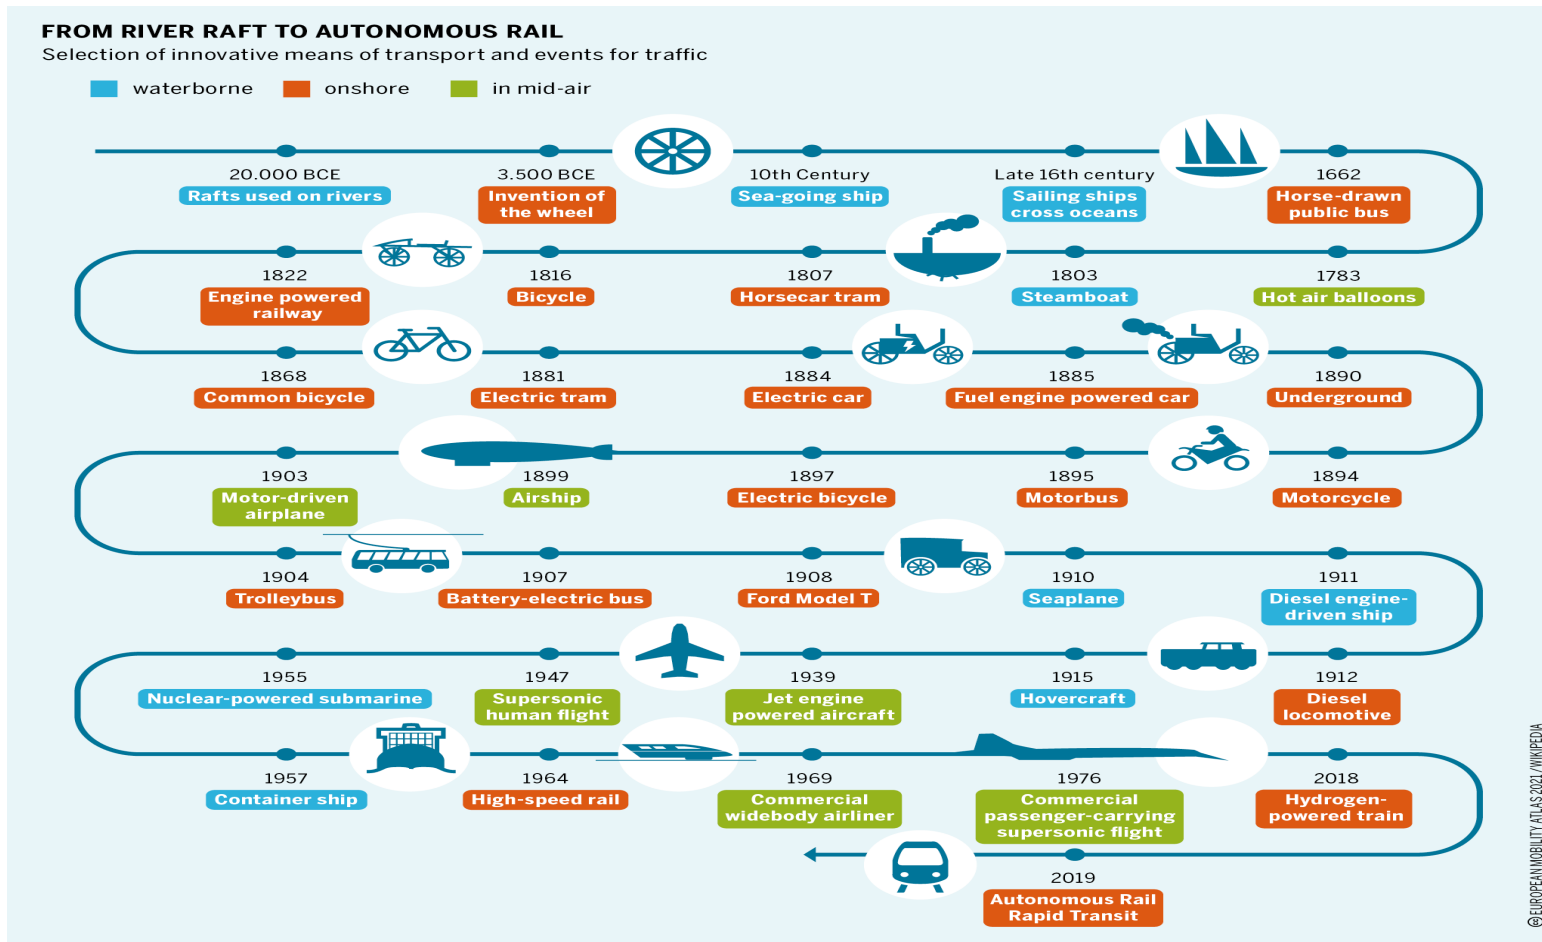 FROM RIVER RAFT TO AUTONOMOUS RAIL
Selection of innovative means of transport and events for traffic
waterborne
onshore
in mid-air
20.000 BCE
Rafts used on rivers
3.500 BCE
Invention of
the wheel
10th Century
Sea-going ship
Late 16th century
Sailing ships
cross oceans
1662
Horse-drawn
public bus
1822
Engine powered
railway
1816
Bicycle
1807
Horsecar tram
1803
Steamboat
1783
Hot air balloons
1868
Common bicycle
1881
Electric tram
1884
Electric car
1885
Fuel engine powered car
1890
Underground
1903
Motor-driven
airplane
1899
Airship
1897
Electric bicycle
1895
Motorbus
1894
Motorcycle
1904
Trolleybus
1907
Battery-electric bus
1908
Ford Model T
1910
Seaplane
1911
Diesel engine-
driven ship
1955
Nuclear-powered submarine
1947
Supersonic
human flight
1939
Jet engine
powered aircraft
1915
Hovercraft
1912
Diesel
locomotive
1957
Container ship
1964
High-speed rail
1969
Commercial
widebody airliner
1976
Commercial
passenger-carrying
supersonic flight
2018
Hydrogen-
powered train
2019
Autonomous Rail
Rapid Transit
🄯 EUROPEAN MOBILITY ATLAS 2021 / WIKIPEDIA